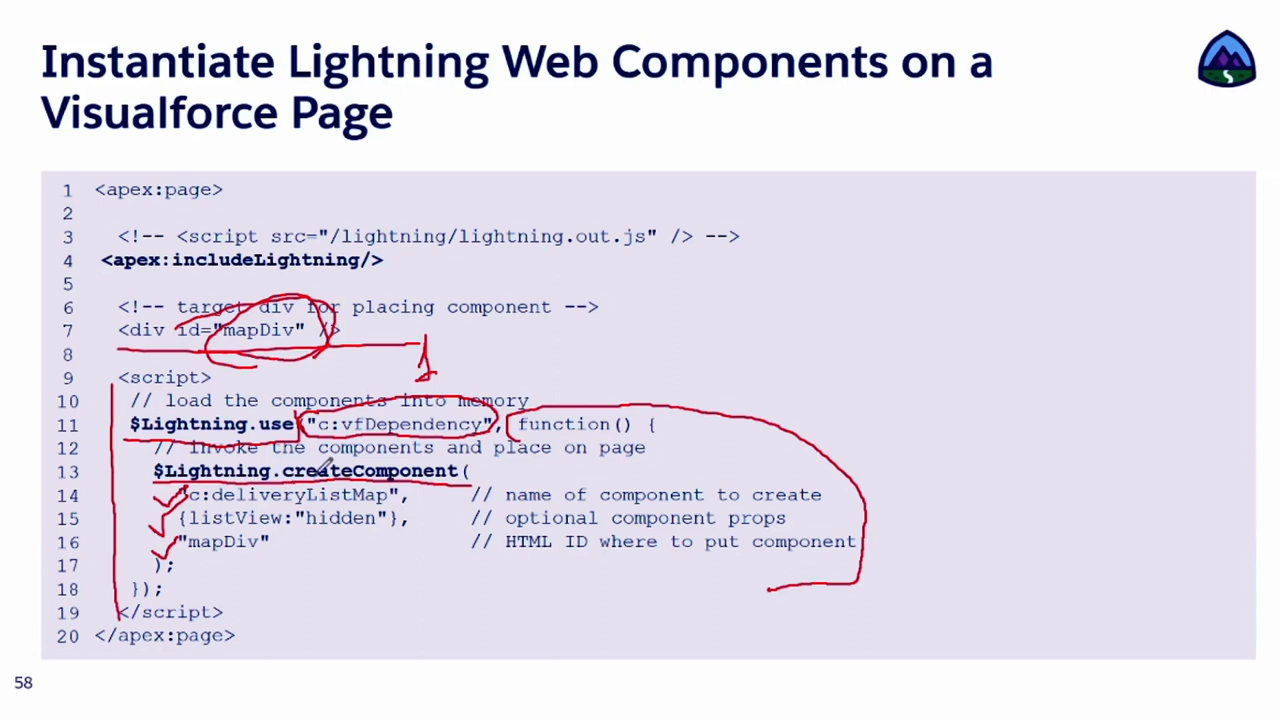 Instantiate Lightning Web Components on a
Visualforce Page
1 <apex:page>
2
3 <!-- <script src="/lightning/lightning.out.js" /> -->
4 <apex:includeLightning/>
5
6 <!-- target div for placing component -->
7 <div id="mapDiv" />
8
1
9 <script>
10 // load the components into memory
11 $Lightning.use("c:vfDependency", function() {
12 // invoke the components and place on page
13 $Lightning.createComponent(
14 "c:deliveryListMap", // name of component to create
15 {listView:"hidden"}, // optional component props
16 "mapDiv" // HTML ID where to put component
17 );
18 });
19 </script>
20 </apex:page>
58